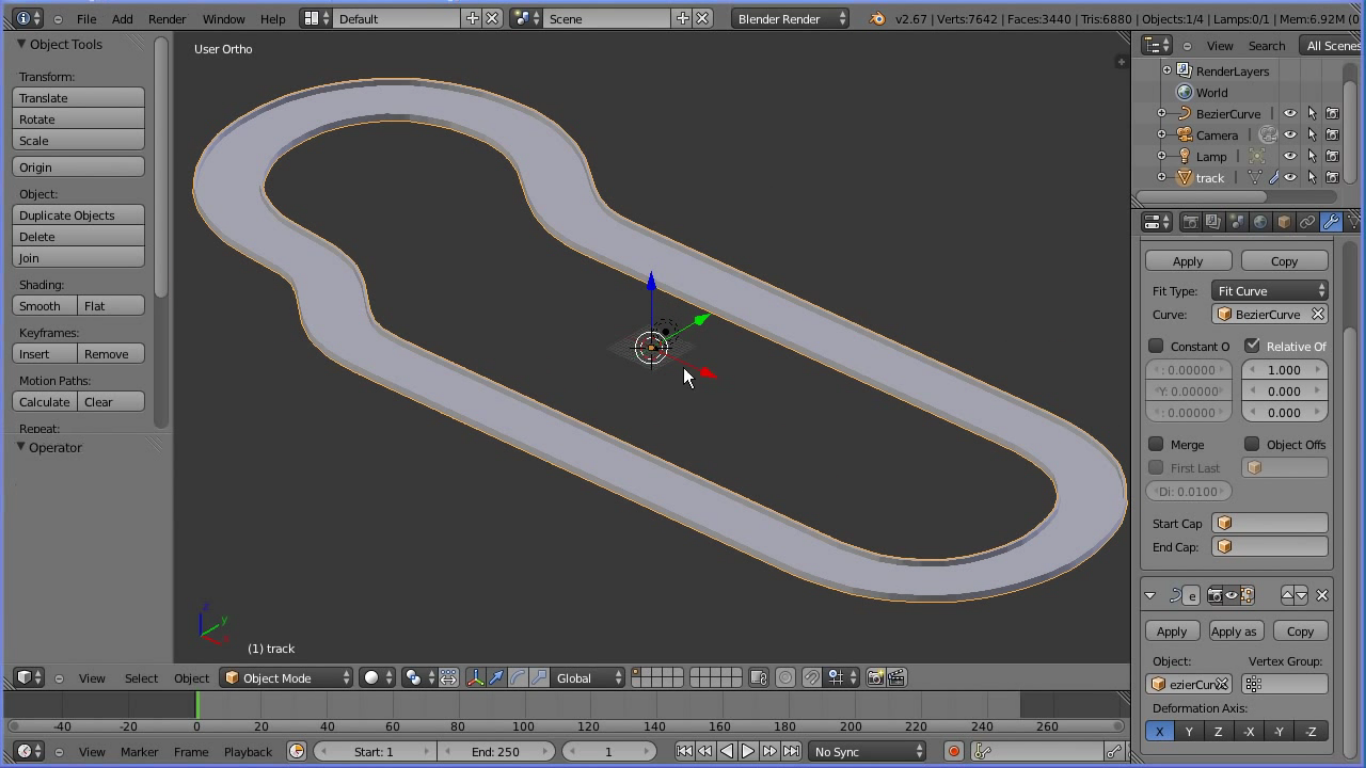 File Add Render Window Help Default Scene Blender Render v2.67 | Verts:7642 | Faces:3440 | Tris:6880 | Objects:1/4 | Lamps:0/1 | Mem:6.92M (0
Object Tools
Transform:
Translate
Rotate
Scale
Origin
Object:
Duplicate Objects
Delete
Join
Shading:
Smooth Flat
Keyframes:
Insert Remove
Motion Paths:
Calculate Clear
Repeat:
Operator
User Ortho
z
y
x
(1) track
View Search All Scenes
RenderLayers
World
BezierCurve
Camera
Lamp
track
Apply Copy
Fit Type: Fit Curve
Curve: BezierCurve
Constant O Relative Of
: 0.00000 1.000
Y: 0.00000 0.000
: 0.00000 0.000
Merge Object Offs
First Last
Di: 0.0100
Start Cap
End Cap:
e
Apply Apply as Copy
Object: Vertex Group:
ezierCurv
Deformation Axis:
X Y Z -X -Y -Z
View Select Object Object Mode Global
-40 -20 0 20 40 60 80 100 120 140 160 180 200 220 240 260
View Marker Frame Playback Start: 1 End: 250 1 No Sync